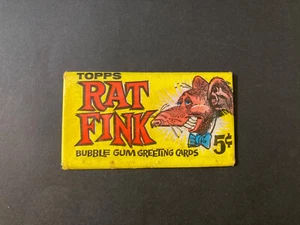 TOPPS
RAT
FINK
5¢
BUBBLE GUM GREETING CARDS